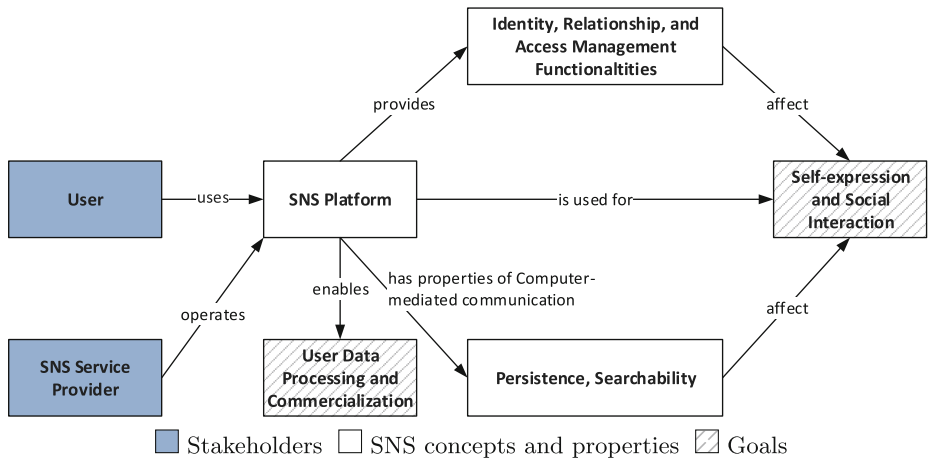 Identity, Relationship, and
Access Management
Functionaltities
provides
affect
User
uses
SNS Platform
is used for
Self-expression
and Social
Interaction
has properties of Computer-
mediated communication
enables
operates
affect
SNS Service
Provider
User Data
Processing and
Commercialization
Persistence, Searchability
Stakeholders
SNS concepts and properties
Goals